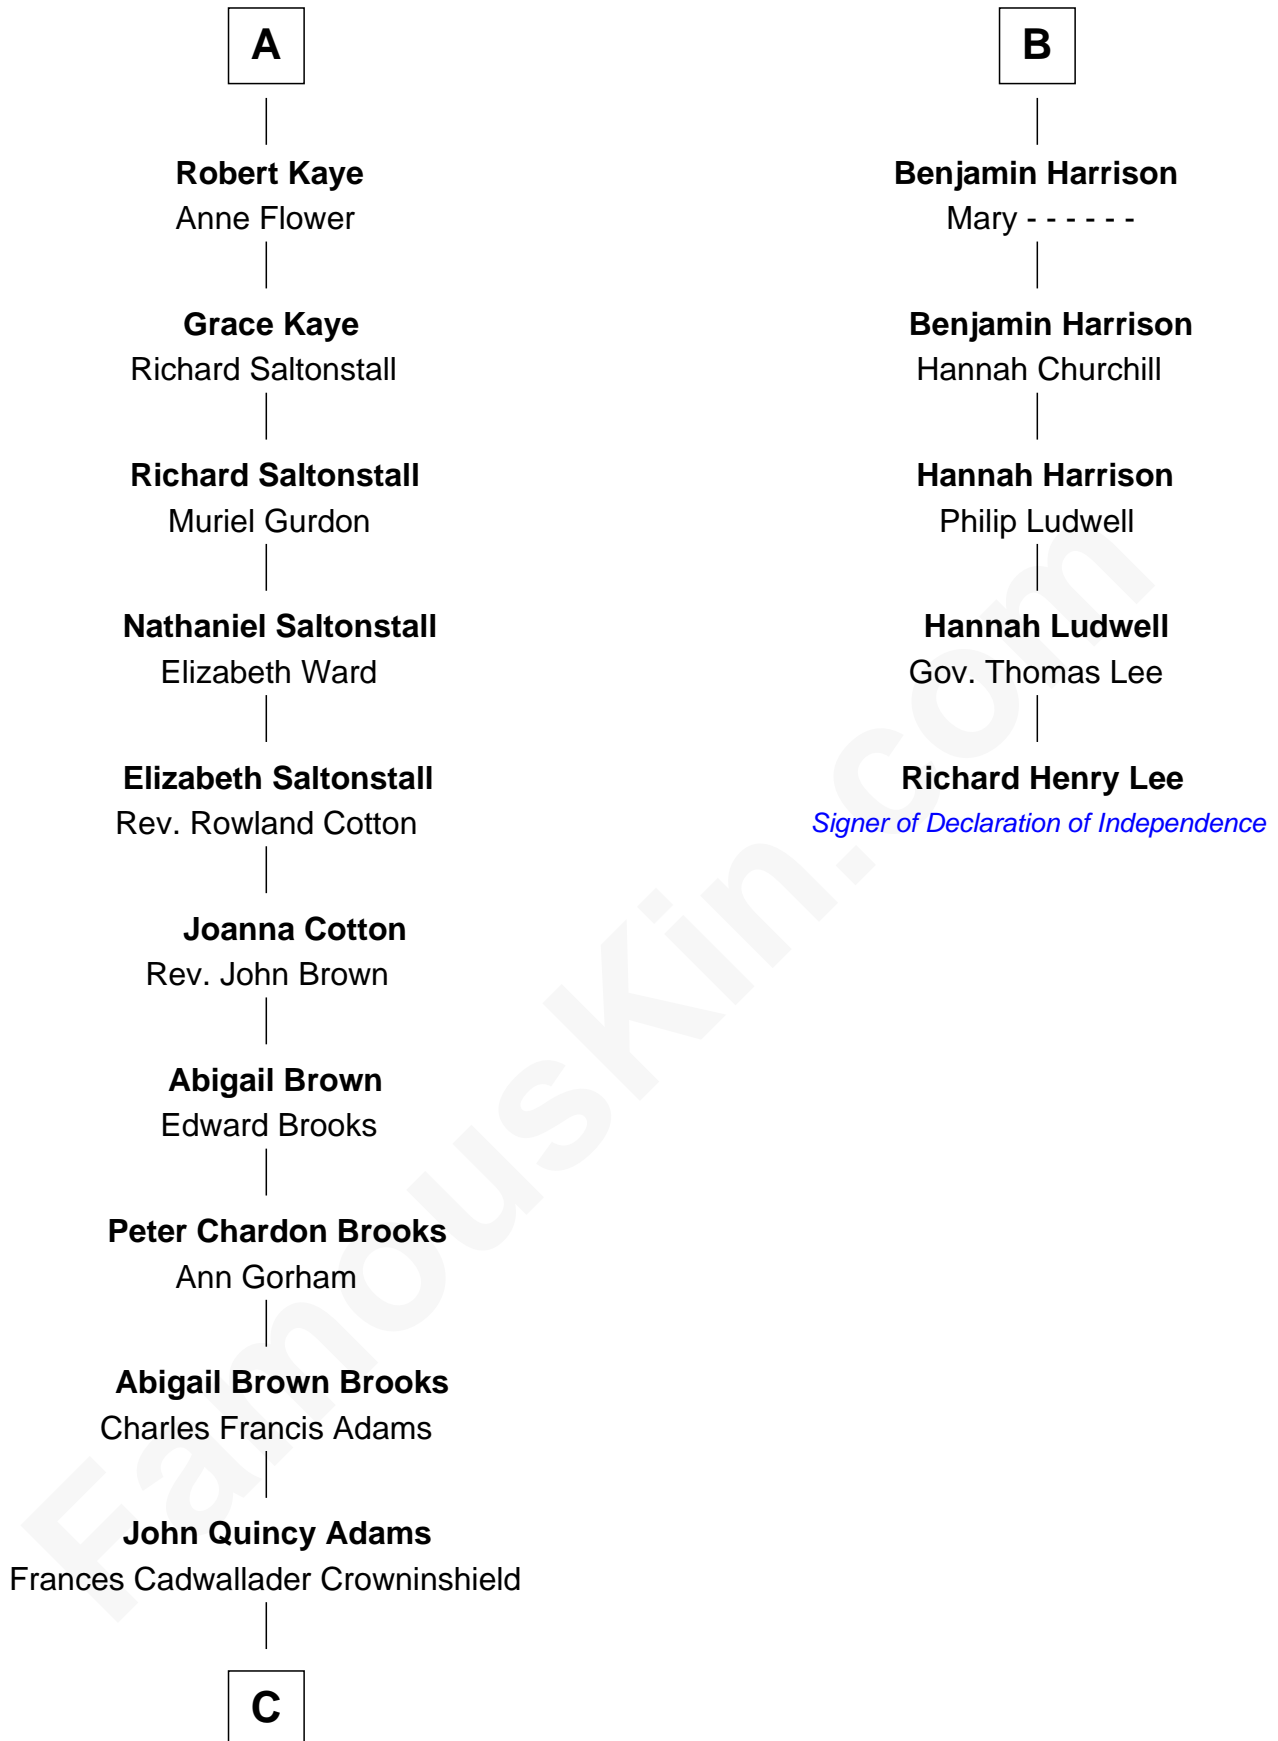 A
Robert Kaye
Anne Flower
Grace Kaye
Richard Saltonstall
Richard Saltonstall
Muriel Gurdon
Nathaniel Saltonstall
Elizabeth Ward
Elizabeth Saltonstall
Rev. Rowland Cotton
Joanna Cotton
Rev. John Brown
Abigail Brown
Edward Brooks
Peter Chardon Brooks
Ann Gorham
Abigail Brown Brooks
Charles Francis Adams
John Quincy Adams
Frances Cadwallader Crowninshield
C
B
Benjamin Harrison
Mary - - - - - -
Benjamin Harrison
Hannah Churchill
Hannah Harrison
Philip Ludwell
Hannah Ludwell
Gov. Thomas Lee
Richard Henry Lee
Signer of Declaration of Independence
FamousKin.com